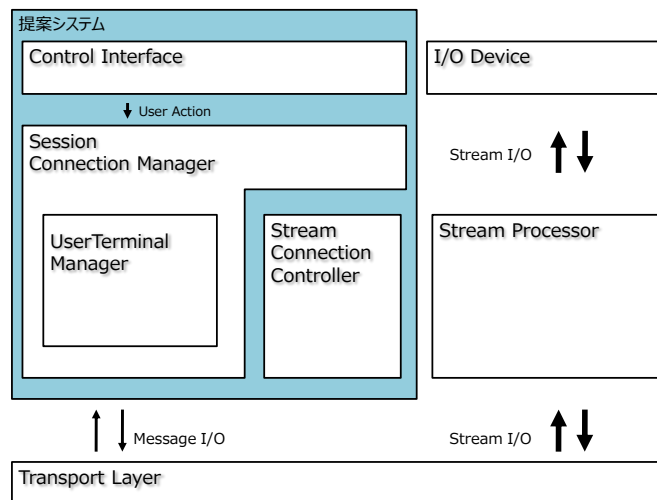 提案システム
Control Interface
I/O Device
User Action
Session
Connection Manager
Stream I/O
UserTerminal
Manager
Stream
Connection
Controller
Stream Processor
Message I/O
Stream I/O
Transport Layer